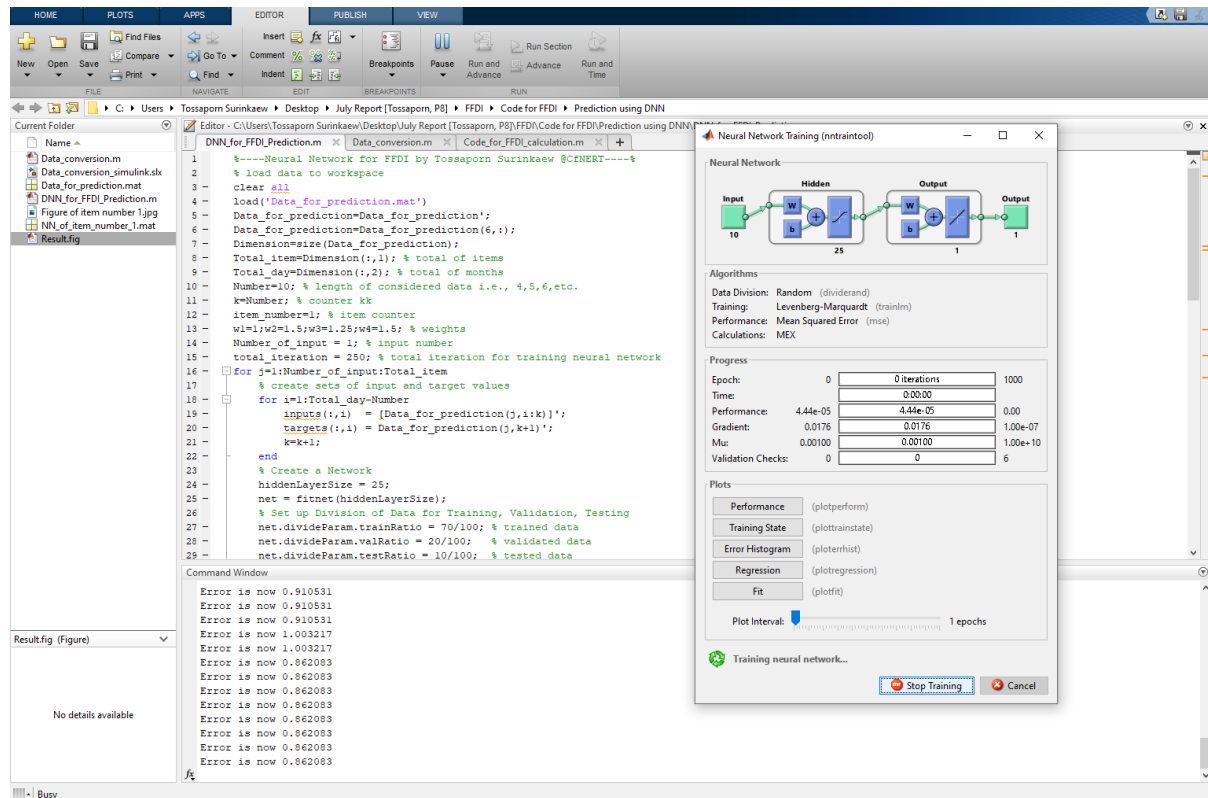 HOME PLOTS APPS EDITOR PUBLISH VIEW
New Open Save Find Files Compare Print
Go To Find
Insert fx
Comment
Indent
Breakpoints Pause Run and Advance Run Section Advance Run and Time
FILE NAVIGATE EDIT BREAKPOINTS RUN
C: Users Tossaporn Surinkaew Desktop July Report [Tossaporn, P8] FFDI Code for FFDI Prediction using DNN
Current Folder
Name
Data_conversion.m
Data_conversion_simulink.slx
Data_for_prediction.mat
DNN_for_FFDI_Prediction.m
Figure of item number 1.jpg
NN_of_item_number_1.mat
Result.fig
Result.fig (Figure)
No details available
Editor - C:\Users\Tossaporn Surinkaew\Desktop\July Report [Tossaporn, P8]\FFDI\Code for FFDI\Prediction using DNN\
DNN_for_FFDI_Prediction.m Data_conversion.m Code_for_FFDI_calculation.m +
1 %----Neural Network for FFDI by Tossaporn Surinkaew @CfNERT----%
2 % load data to workspace
3 - clear all
4 - load('Data_for_prediction.mat')
5 - Data_for_prediction=Data_for_prediction';
6 - Data_for_prediction=Data_for_prediction(6,:);
7 - Dimension=size(Data_for_prediction);
8 - Total_item=Dimension(:,1); % total of items
9 - Total_day=Dimension(:,2); % total of months
10 - Number=10; % length of considered data i.e., 4,5,6,etc.
11 - k=Number; % counter kk
12 - item_number=1; % item counter
13 - w1=1;w2=1.5;w3=1.25;w4=1.5; % weights
14 - Number_of_input = 1; % input number
15 - total_iteration = 250; % total iteration for training neural network
16 - for j=1:Number_of_input:Total_item
17 % create sets of input and target values
18 - for i=1:Total_day-Number
19 - inputs(:,i) = [Data_for_prediction(j,i:k)]';
20 - targets(:,i) = Data_for_prediction(j,k+1)';
21 - k=k+1;
22 - end
23 % Create a Network
24 - hiddenLayerSize = 25;
25 - net = fitnet(hiddenLayerSize);
26 % Set up Division of Data for Training, Validation, Testing
27 - net.divideParam.trainRatio = 70/100; % trained data
28 - net.divideParam.valRatio = 20/100; % validated data
29 - net.divideParam.testRatio = 10/100; % tested data
Command Window
Error is now 0.910531
Error is now 0.910531
Error is now 0.910531
Error is now 1.003217
Error is now 1.003217
Error is now 0.862083
Error is now 0.862083
Error is now 0.862083
Error is now 0.862083
Error is now 0.862083
Error is now 0.862083
Error is now 0.862083
Error is now 0.862083
fx
Neural Network Training (nntraintool)
Neural Network
Hidden Output
Input W b + W b + Output
10 25 1 1
Algorithms
Data Division: Random (dividerand)
Training: Levenberg-Marquardt (trainlm)
Performance: Mean Squared Error (mse)
Calculations: MEX
Progress
Epoch: 0 0 iterations 1000
Time: 0:00:00
Performance: 4.44e-05 4.44e-05 0.00
Gradient: 0.0176 0.0176 1.00e-07
Mu: 0.00100 0.00100 1.00e+10
Validation Checks: 0 0 6
Plots
Performance (plotperform)
Training State (plottrainstate)
Error Histogram (ploterrhist)
Regression (plotregression)
Fit (plotfit)
Plot Interval: 1 epochs
Training neural network...
Stop Training Cancel
Busy